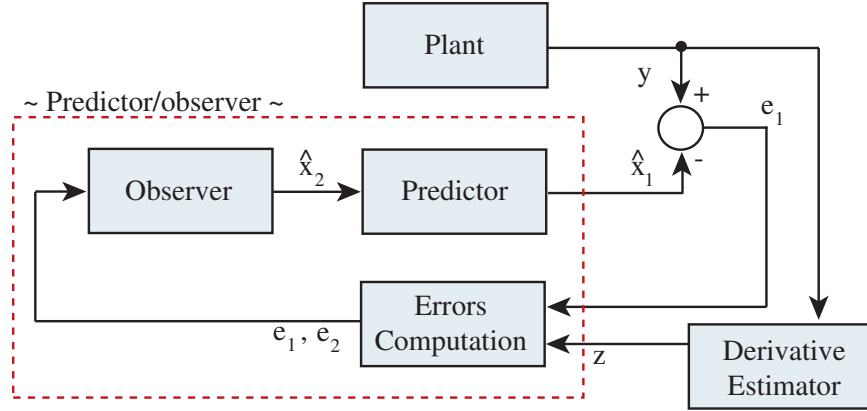 Plant
y
+
e₁
~ Predictor/observer ~
Observer
x̂₂
Predictor
x̂₁
-
Errors
Computation
e₁ , e₂
z
Derivative
Estimator